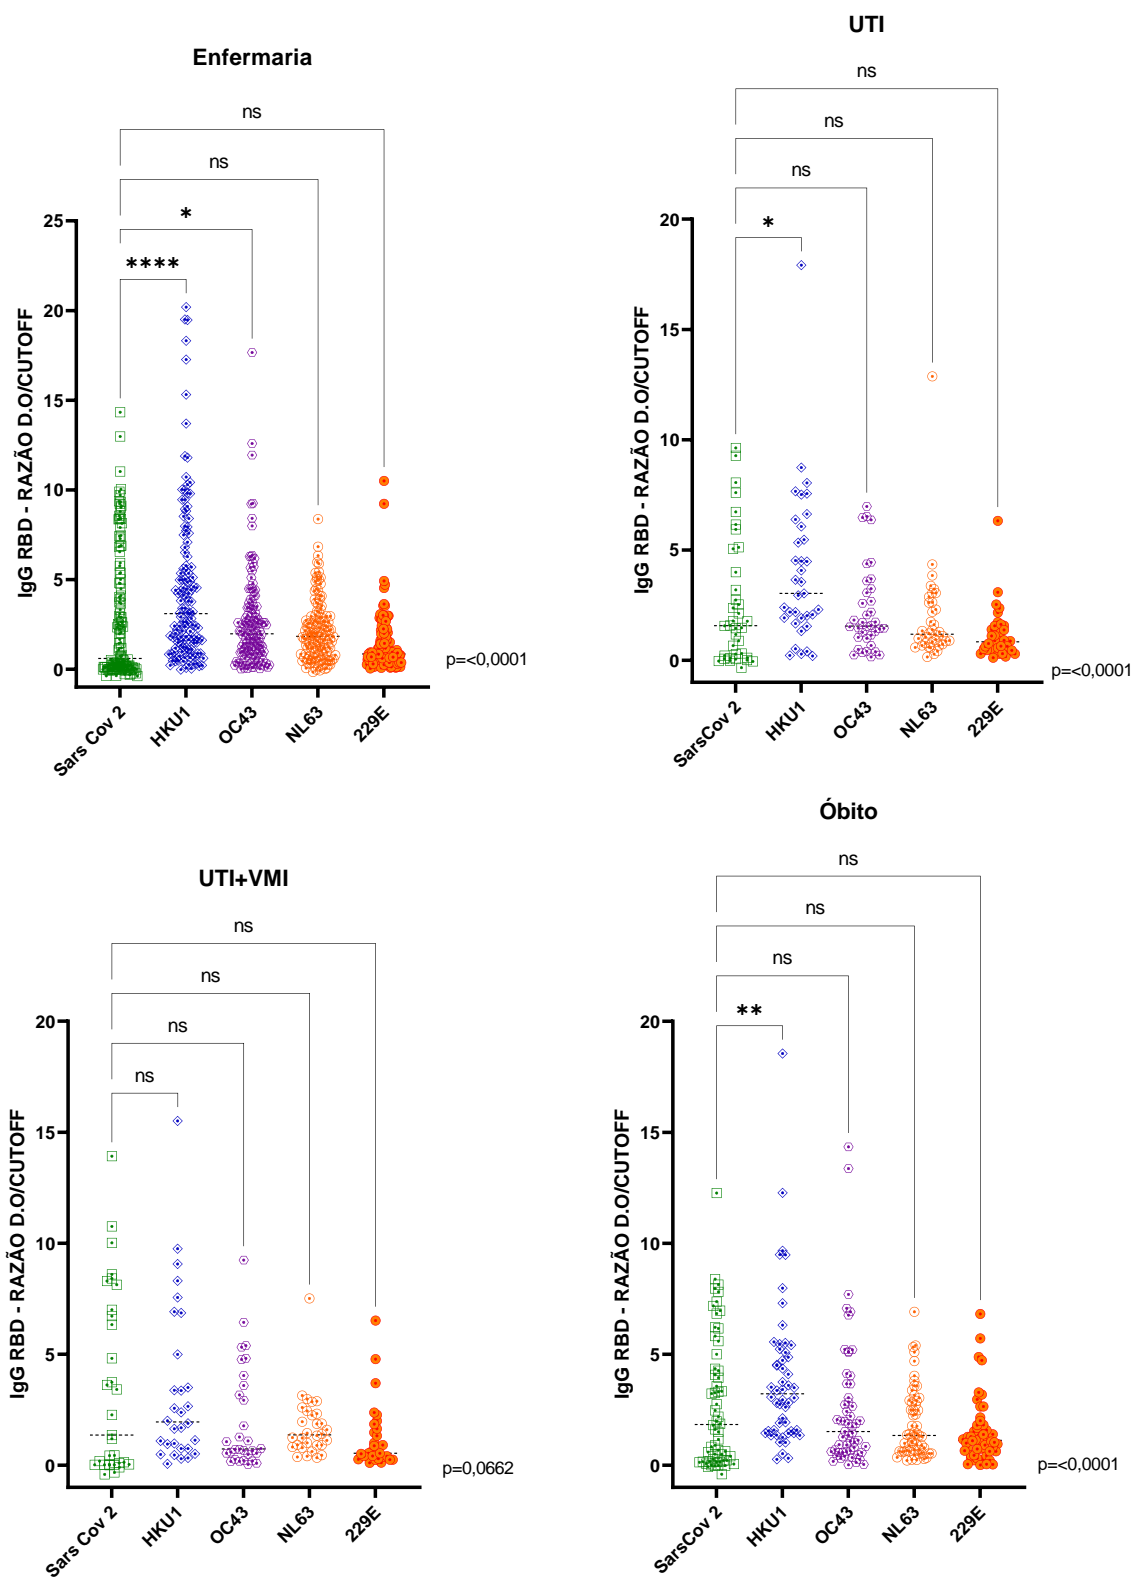 Enfermaria
ns
ns
*
****
25
20
15
10
5
0
IgG RBD - RAZÃO D.O/CUTOFF
Sars Cov 2
HKU1
OC43
NL63
229E
p=<0,0001
UTI
ns
ns
ns
*
20
15
10
5
0
IgG RBD - RAZÃO D.O/CUTOFF
SarsCov 2
HKU1
OC43
NL63
229E
p=<0,0001
UTI+VMI
ns
ns
ns
ns
20
15
10
5
0
IgG RBD - RAZÃO D.O/CUTOFF
Sars Cov 2
HKU1
OC43
NL63
229E
p=0,0662
Óbito
ns
ns
ns
**
20
15
10
5
0
IgG RBD - RAZÃO D.O/CUTOFF
SarsCov 2
HKU1
OC43
NL63
229E
p=<0,0001